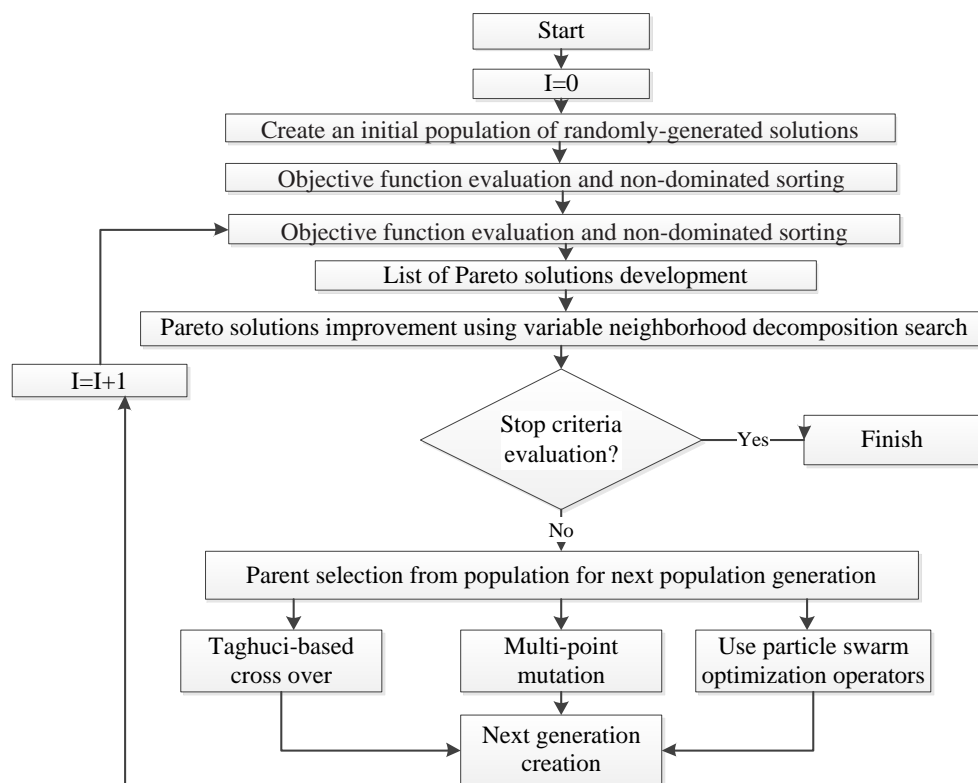 Start
I=0
Create an initial population of randomly-generated solutions
Objective function evaluation and non-dominated sorting
Objective function evaluation and non-dominated sorting
List of Pareto solutions development
Pareto solutions improvement using variable neighborhood decomposition search
I=I+1
Stop criteria
evaluation?
Yes
Finish
No
Parent selection from population for next population generation
Taghuci-based
cross over
Multi-point
mutation
Use particle swarm
optimization operators
Next generation
creation